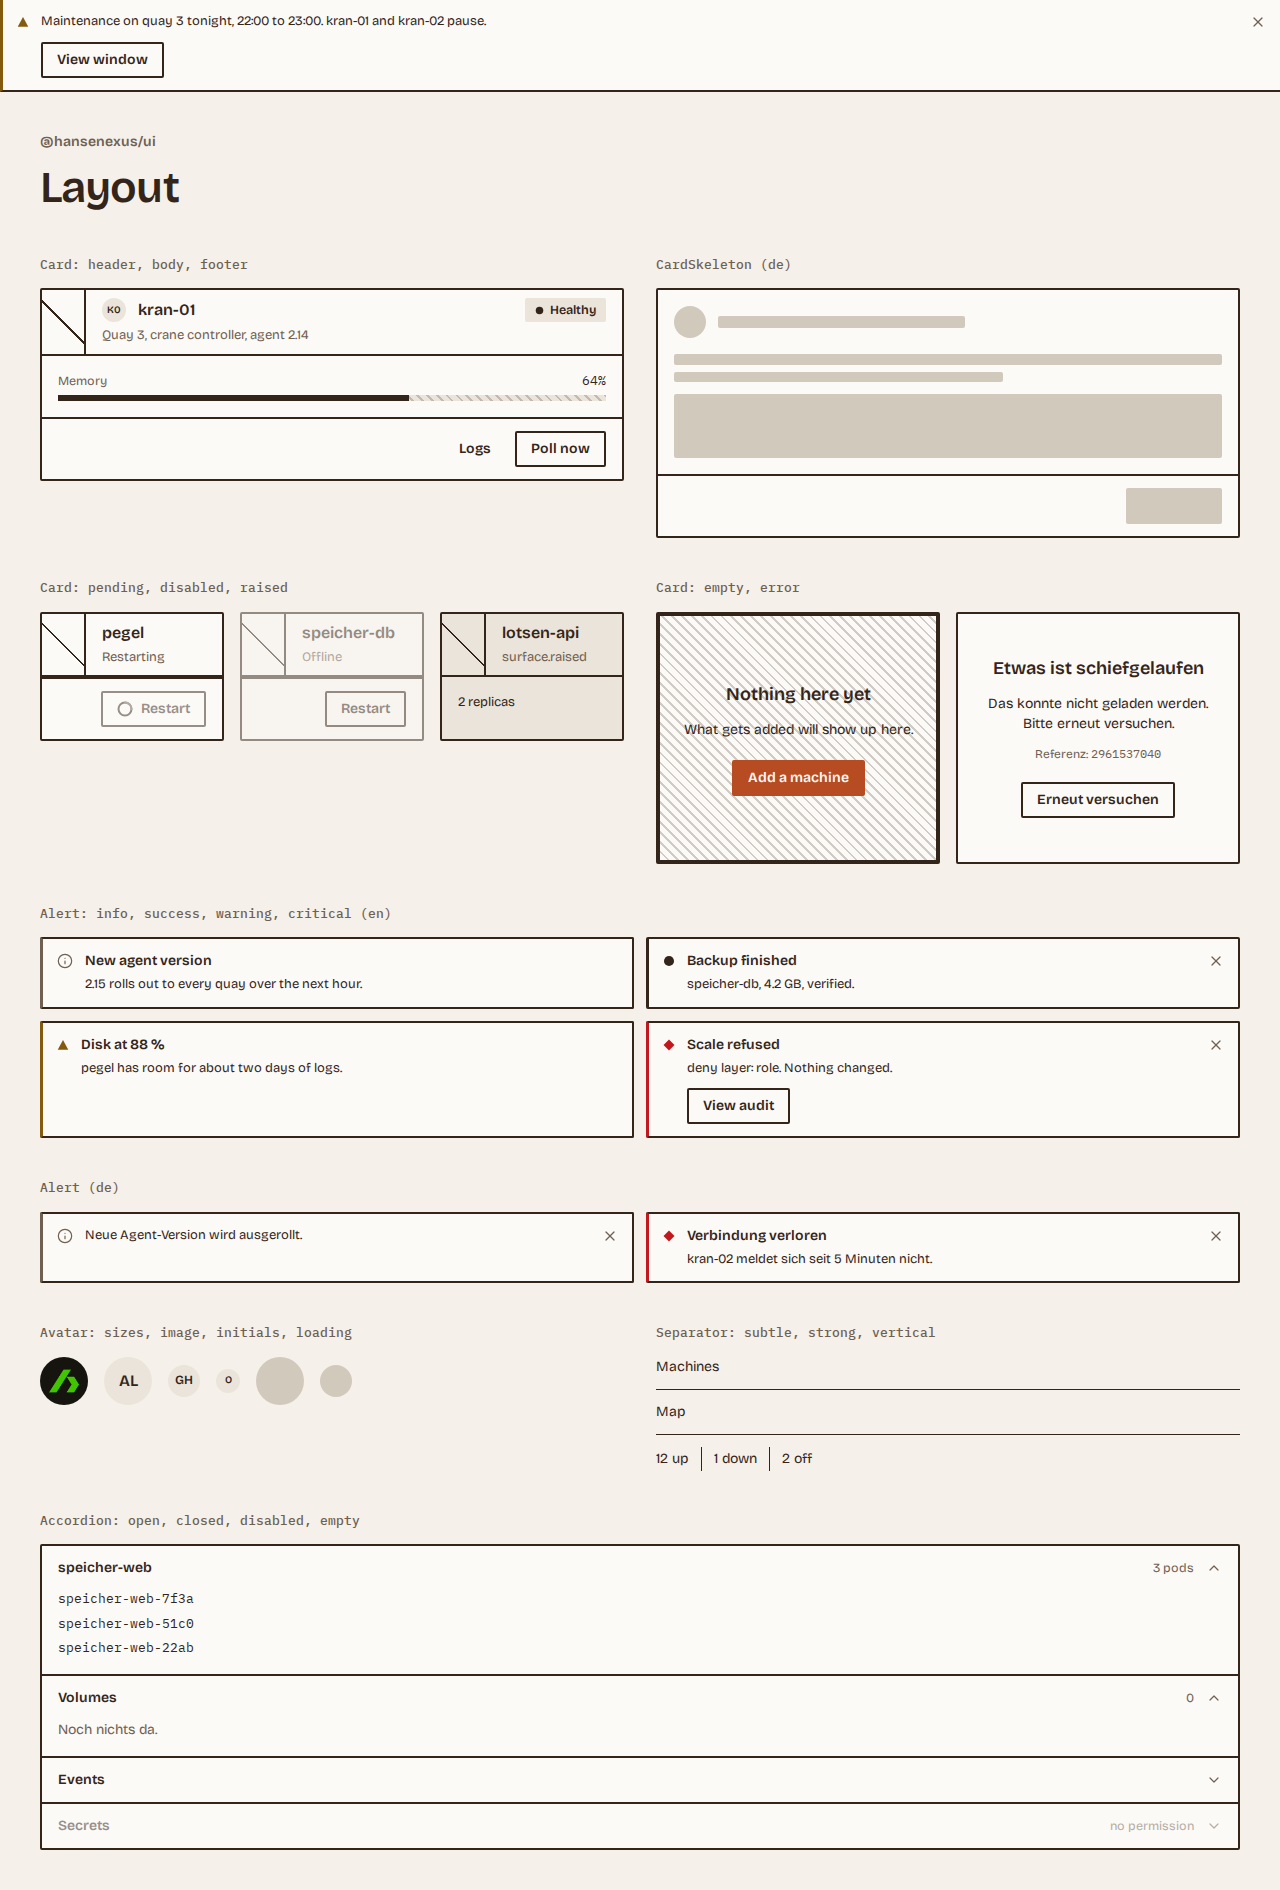 Maintenance on quay 3 tonight, 22:00 to 23:00. kran-01 and kran-02 pause.
View window
@hansenexus/ui
Layout
Card: header, body, footer
K0
kran-01
Healthy
Quay 3, crane controller, agent 2.14
Memory
64%
Logs
Poll now
CardSkeleton (de)
Card: pending, disabled, raised
pegel
Restarting
Restart
speicher-db
Offline
Restart
lotsen-api
surface.raised
2 replicas
Card: empty, error
Nothing here yet
What gets added will show up here.
Add a machine
Etwas ist schiefgelaufen
Das konnte nicht geladen werden.
Bitte erneut versuchen.
Referenz: 2961537040
Erneut versuchen
Alert: info, success, warning, critical (en)
New agent version
2.15 rolls out to every quay over the next hour.
Backup finished
speicher-db, 4.2 GB, verified.
Disk at 88 %
pegel has room for about two days of logs.
Scale refused
deny layer: role. Nothing changed.
View audit
Alert (de)
Neue Agent-Version wird ausgerollt.
Verbindung verloren
kran-02 meldet sich seit 5 Minuten nicht.
Avatar: sizes, image, initials, loading
AL
GH
O
Separator: subtle, strong, vertical
Machines
Map
12 up
1 down
2 off
Accordion: open, closed, disabled, empty
speicher-web
3 pods
speicher-web-7f3a
speicher-web-51c0
speicher-web-22ab
Volumes
0
Noch nichts da.
Events
Secrets
no permission